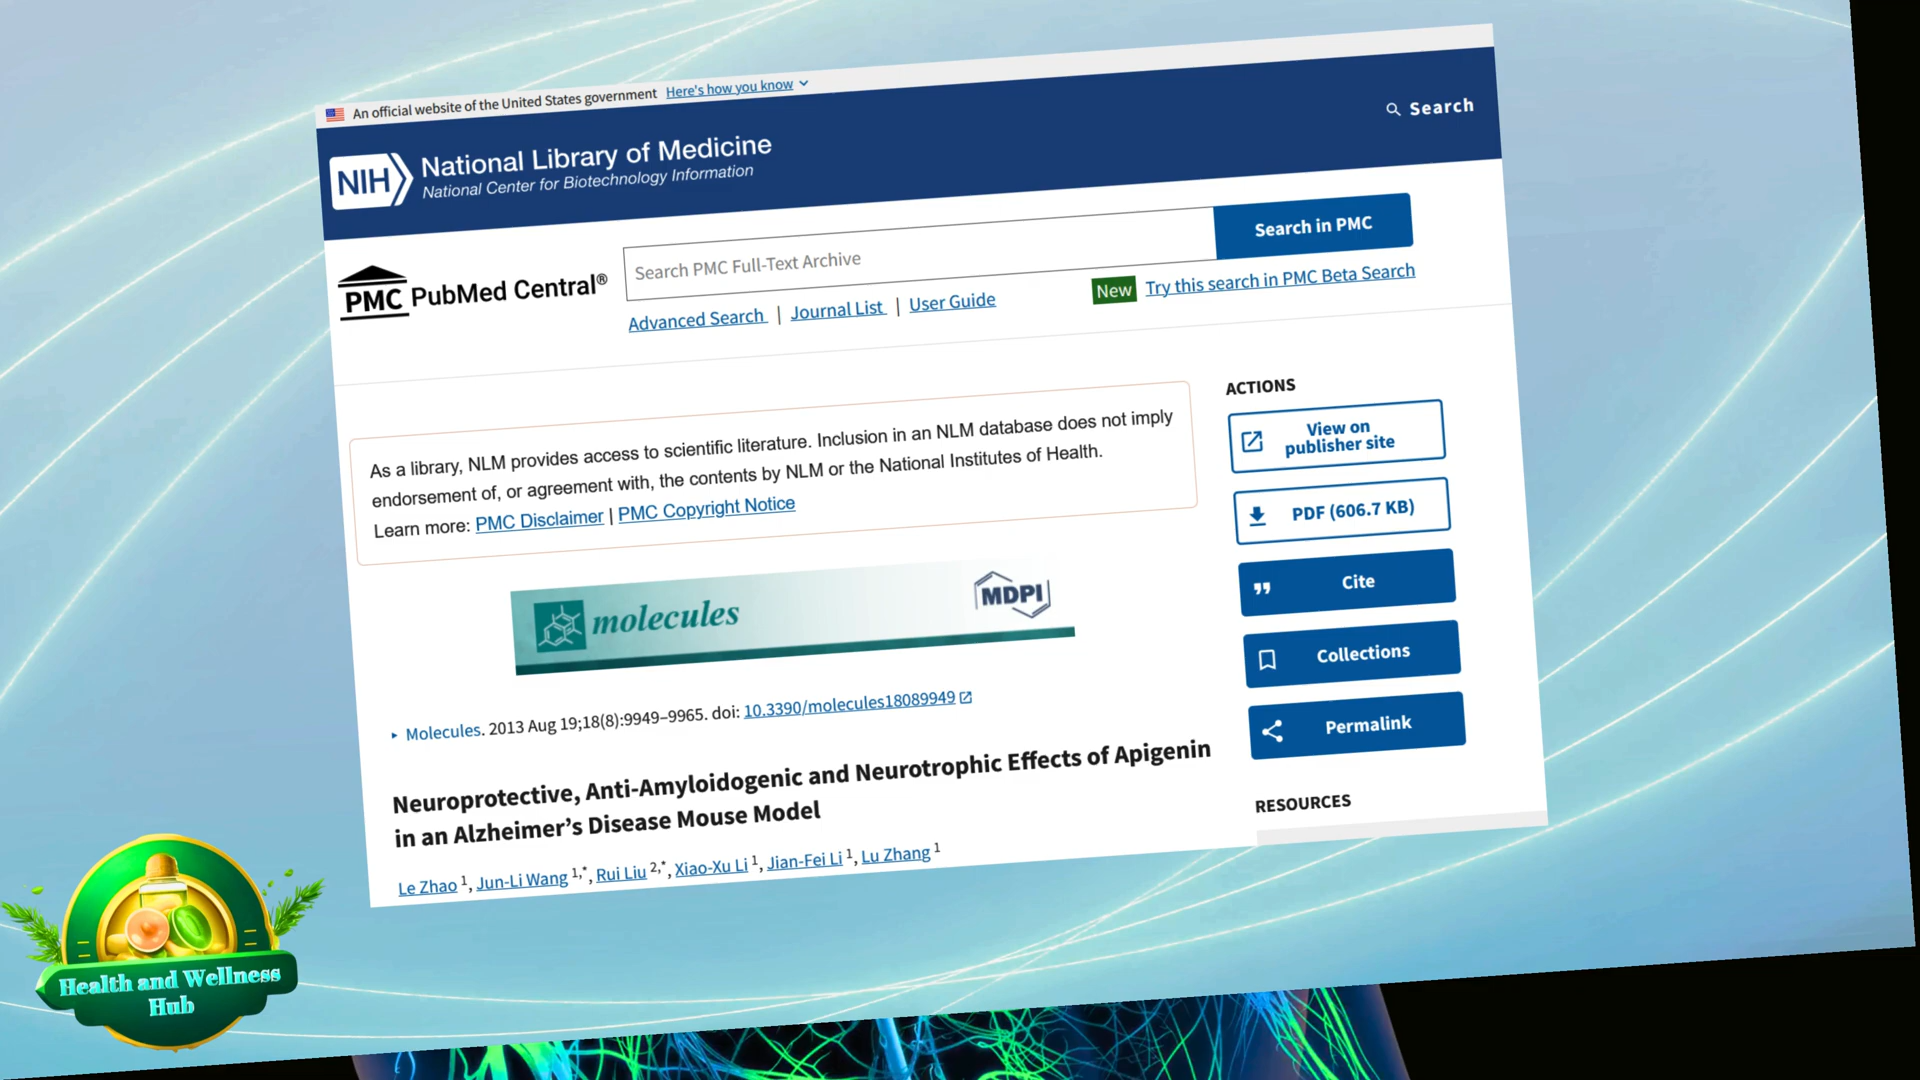 An official website of the United States government Here's how you know
NIH National Library of Medicine
National Center for Biotechnology Information
Search
PMC PubMed Central®
Search PMC Full-Text Archive
Search in PMC
Advanced Search | Journal List | User Guide
New Try this search in PMC Beta Search
As a library, NLM provides access to scientific literature. Inclusion in an NLM database does not imply
endorsement of, or agreement with, the contents by NLM or the National Institutes of Health.
Learn more: PMC Disclaimer | PMC Copyright Notice
molecules
MDPI
Molecules. 2013 Aug 19;18(8):9949–9965. doi: 10.3390/molecules18089949
Neuroprotective, Anti-Amyloidogenic and Neurotrophic Effects of Apigenin
in an Alzheimer’s Disease Mouse Model
Le Zhao 1, Jun-Li Wang 1,*, Rui Liu 2,*, Xiao-Xu Li 1, Jian-Fei Li 1, Lu Zhang 1
ACTIONS
View on
publisher site
PDF (606.7 KB)
Cite
Collections
Permalink
RESOURCES
Health and Wellness
Hub